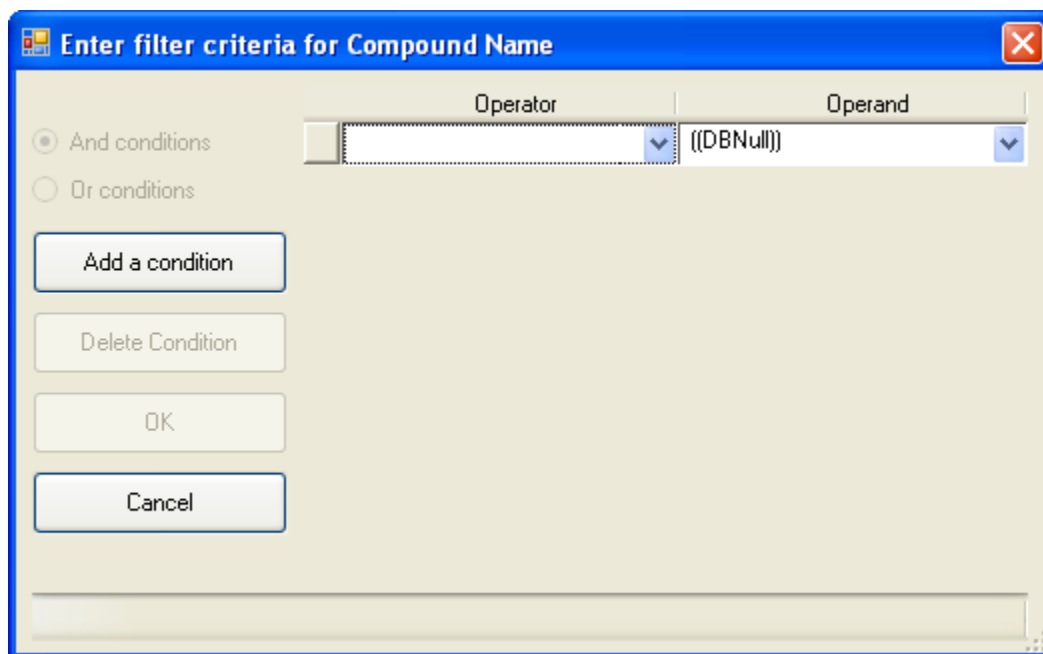 Enter filter criteria for Compound Name
Operator Operand
And conditions
((DBNull))
Or conditions
Add a condition
Delete Condition
OK
Cancel